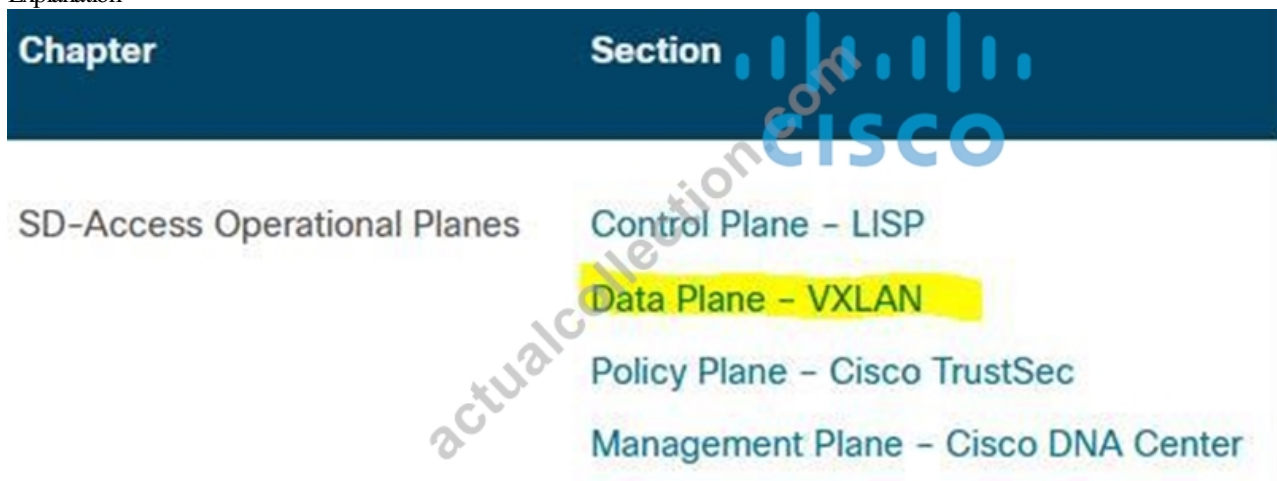 Explanation
Chapter Section
CISCO
SD-Access Operational Planes Control Plane – LISP
Data Plane – VXLAN
Policy Plane – Cisco TrustSec
Management Plane – Cisco DNA Center
actualcollection.com